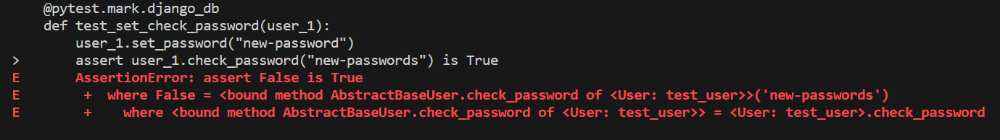 @pytest.mark.django_db
def test_set_check_password(user_1):
user_1.set_password("new-password")
> assert user_1.check_password("new-passwords") is True
E AssertionError: assert False is True
E + where False = <bound method AbstractBaseUser.check_password of <User: test_user>>('new-passwords')
E + where <bound method AbstractBaseUser.check_password of <User: test_user>> = <User: test_user>.check_password